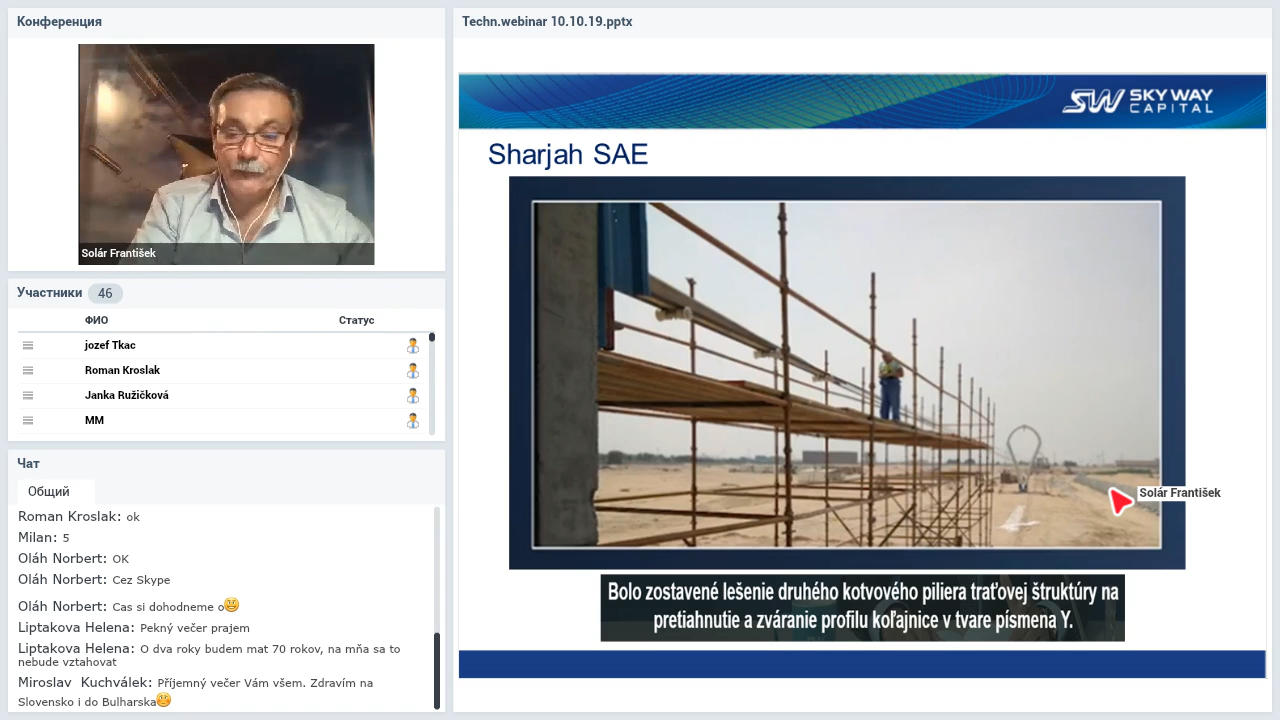 Конференция
Solár František
Участники 46
ФИО Статус
jozef Tkac
Roman Kroslak
Janka Ružičková
MM
Чат
Общий
Roman Kroslak: ok
Milan: 5
Oláh Norbert: OK
Oláh Norbert: Cez Skype
Oláh Norbert: Cas si dohodneme o
Liptakova Helena: Pekný večer prajem
Liptakova Helena: O dva roky budem mat 70 rokov, na mňa sa to
nebude vztahovat
Miroslav Kuchválek: Příjemný večer Vám všem. Zdravím na
Slovensko i do Bulharska
Techn.webinar 10.10.19.pptx
SW SKY WAY
CAPITAL
Sharjah SAE
Solár František
Bolo zostavené lešenie druhého kotvového piliera traťovej štruktúry na
pretiahnutie a zváranie profilu koľajnice v tvare písmena Y.